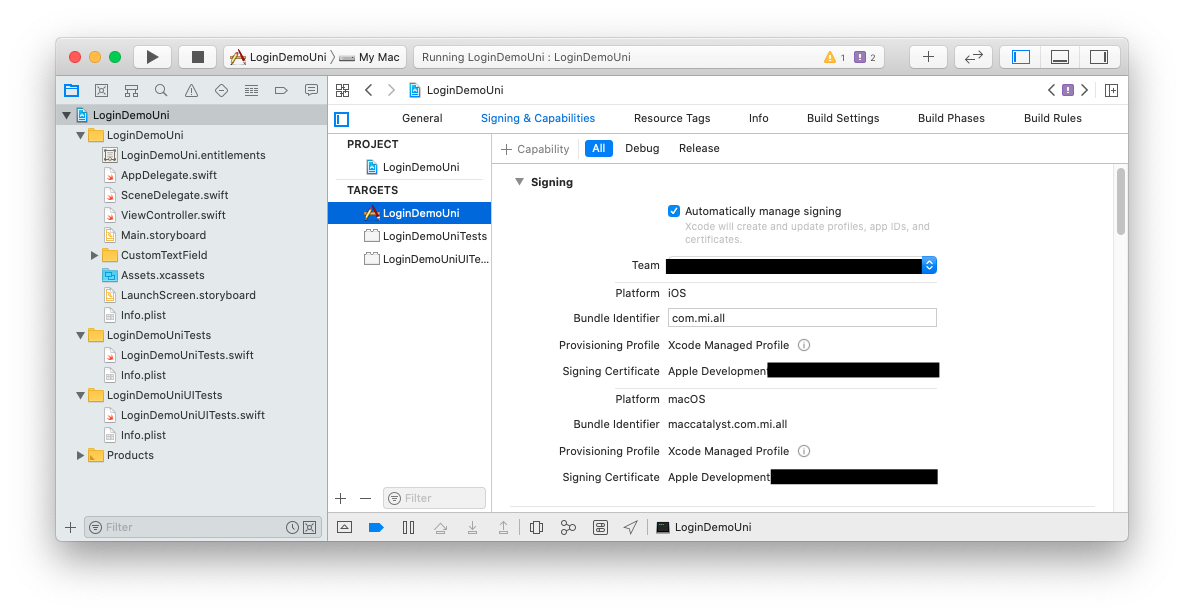 LoginDemoUni My Mac
Running LoginDemoUni : LoginDemoUni
1 2
LoginDemoUni
LoginDemoUni
LoginDemoUni.entitlements
AppDelegate.swift
SceneDelegate.swift
ViewController.swift
Main.storyboard
CustomTextField
Assets.xcassets
LaunchScreen.storyboard
Info.plist
LoginDemoUniTests
LoginDemoUniTests.swift
Info.plist
LoginDemoUniUITests
LoginDemoUniUITests.swift
Info.plist
Products
Filter
LoginDemoUni
General Signing & Capabilities Resource Tags Info Build Settings Build Phases Build Rules
PROJECT
LoginDemoUni
TARGETS
LoginDemoUni
LoginDemoUniTests
LoginDemoUniUITe...
Filter
+ Capability All Debug Release
Signing
Automatically manage signing
Xcode will create and update profiles, app IDs, and
certificates.
Team
Platform iOS
Bundle Identifier com.mi.all
Provisioning Profile Xcode Managed Profile
Signing Certificate Apple Development
Platform macOS
Bundle Identifier maccatalyst.com.mi.all
Provisioning Profile Xcode Managed Profile
Signing Certificate Apple Development
LoginDemoUni